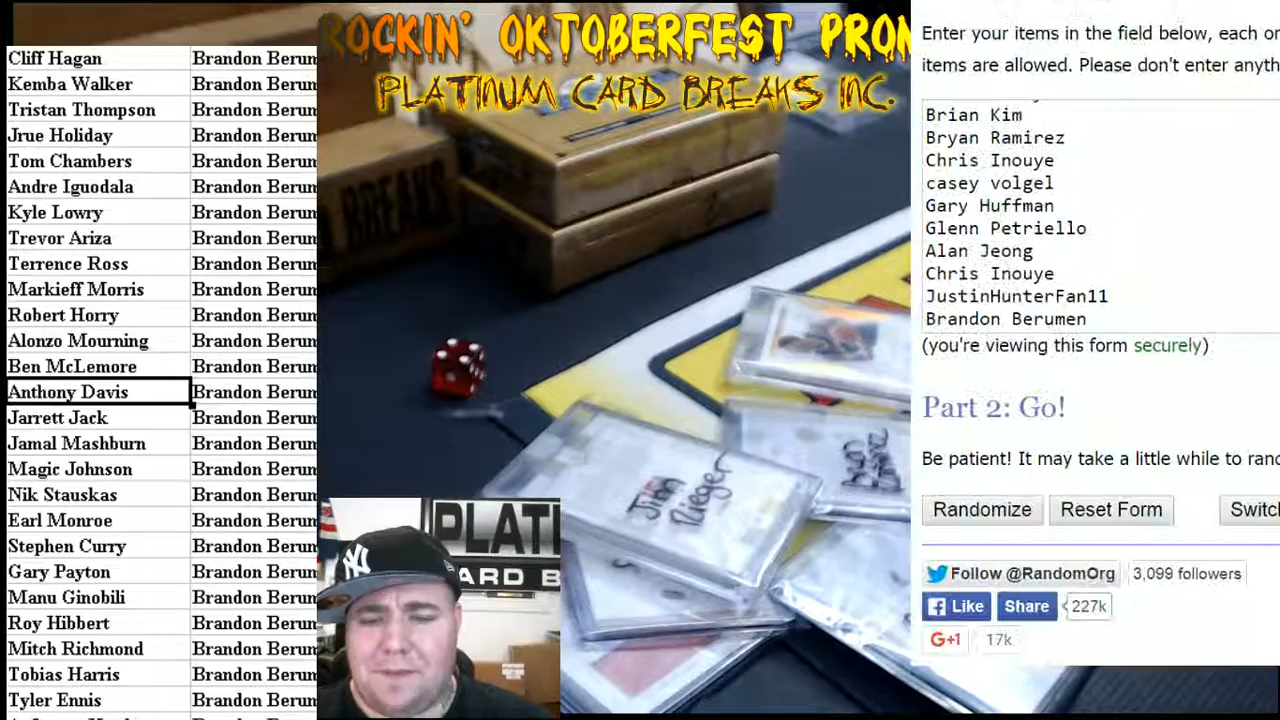 ROCKIN' OKTOBERFEST
PLATINUM CARD BREAKS INC.
Cliff Hagan Brandon Berum
Kemba Walker Brandon Berum
Tristan Thompson Brandon Berum
Jrue Holiday Brandon Berum
Tom Chambers Brandon Berum
Andre Iguodala Brandon Berum
Kyle Lowry Brandon Berum
Trevor Ariza Brandon Berum
Terrence Ross Brandon Berum
Markieff Morris Brandon Berum
Robert Horry Brandon Berum
Alonzo Mourning Brandon Berum
Ben McLemore Brandon Berum
Anthony Davis Brandon Berum
Jarrett Jack Brandon Berum
Jamal Mashburn Brandon Berum
Magic Johnson Brandon Berum
Nik Stauskas Brandon Berum
Earl Monroe Brandon Berum
Stephen Curry Brandon Berum
Gary Payton Brandon Berum
Manu Ginobili Brandon Berum
Roy Hibbert Brandon Berum
Mitch Richmond Brandon Berum
Tobias Harris Brandon Berum
Tyler Ennis Brandon Berum
BREAKS
Rieger
NY
PLATI
ARD B
Enter your items in the field below, each
items are allowed. Please don't enter
Brian Kim
Bryan Ramirez
Chris Inouye
casey volgel
Gary Huffman
Glenn Petriello
Alan Jeong
Chris Inouye
JustinHunterFan11
Brandon Berumen
(you're viewing this form securely)
Part 2: Go!
Be patient! It may take a little while to
Randomize Reset Form Switc
Follow @RandomOrg 3,099 followers
Like Share 227k
G+1 17k